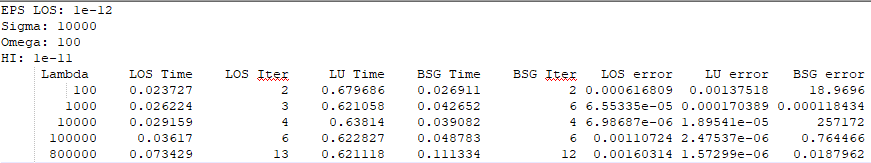 EPS LOS: 1e-12
Sigma: 10000
Omega: 100
HI: 1e-11
Lambda LOS Time LOS Iter LU Time BSG Time BSG Iter LOS error LU error BSG error
100 0.023727 2 0.679686 0.026911 2 0.000616809 0.00137518 18.9696
1000 0.026224 3 0.621058 0.042652 6 6.55335e-05 0.000170389 0.000118434
10000 0.029159 4 0.63814 0.039082 4 6.98687e-06 1.89541e-05 257172
100000 0.03617 6 0.622827 0.048783 6 0.00110724 2.47537e-06 0.764466
800000 0.073429 13 0.621118 0.111334 12 0.00160314 1.57299e-06 0.0187962